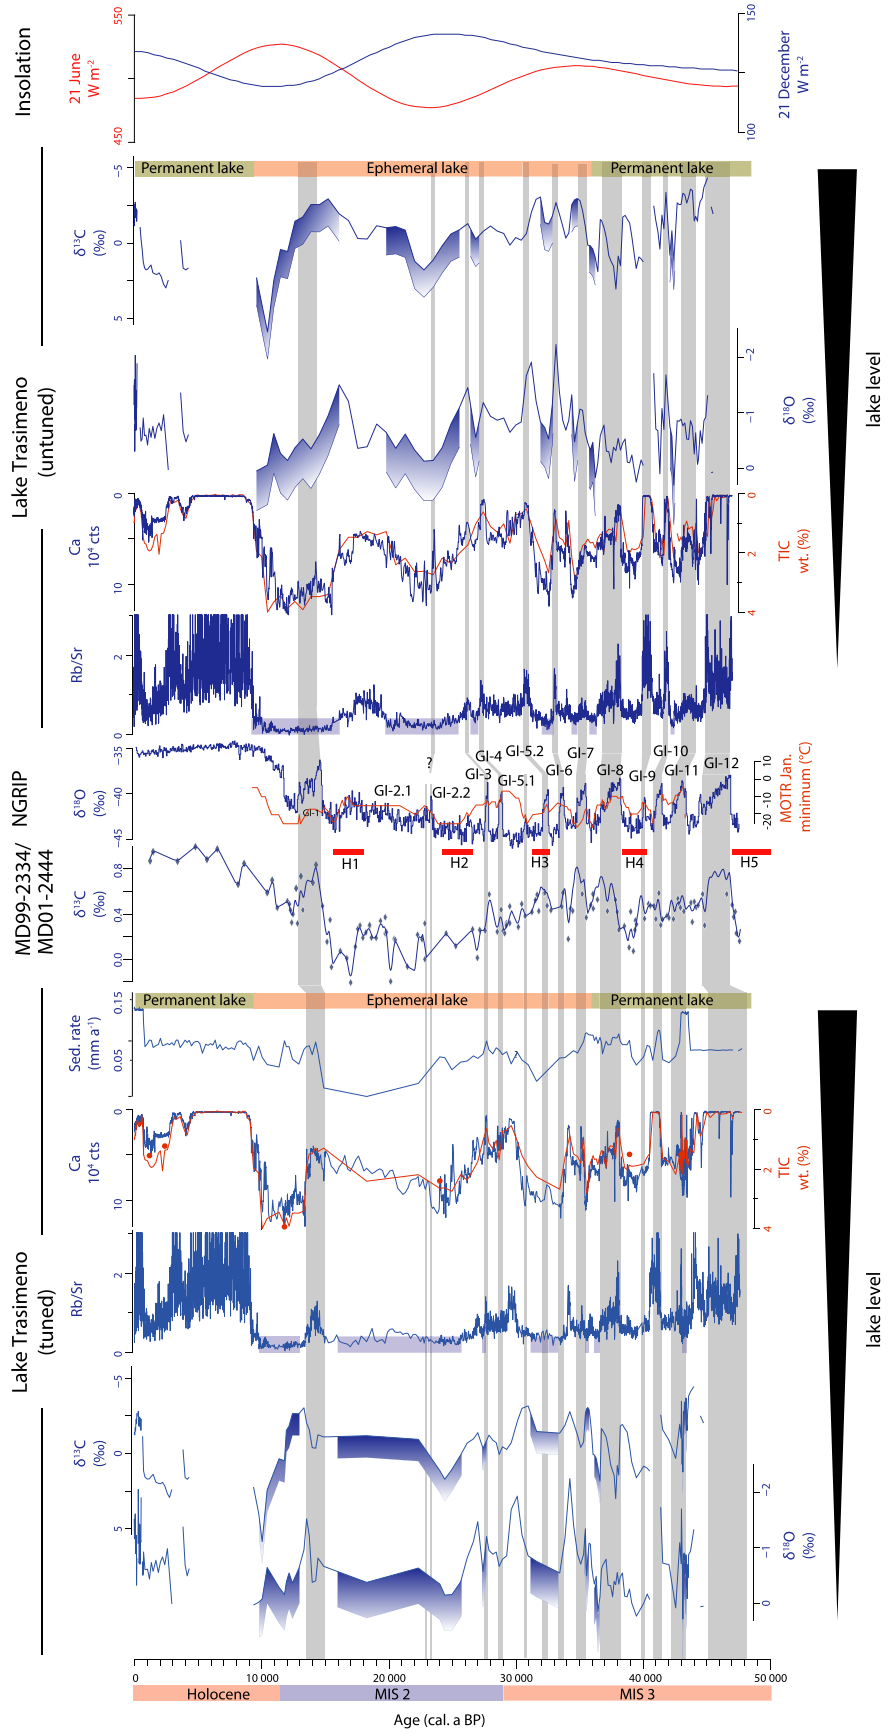 Insolation
21 June
W m-2
550
450
150
100
21 December
W m-2
Lake Trasimeno
(untuned)
Permanent lake
Ephemeral lake
Permanent lake
-5
0
5
δ13C
(‰)
lake level
−2
−1
0
δ18O
(‰)
0
10
Ca
10⁴ cts
0
2
4
TIC
wt. (%)
2
0
Rb/Sr
NGRIP
-35
-40
-45
δ18O
(‰)
?
GI-1
GI-2.1
GI-2.2
GI-3
GI-4
GI-5.1
GI-5.2
GI-6
GI-7
GI-8
GI-9
GI-10
GI-11
GI-12
10
0
-10
-20
MOTR Jan.
minimum (°C)
H1
H2
H3
H4
H5
MD99-2334/
MD01-2444
0.8
0.4
0.0
δ13C
(‰)
Lake Trasimeno
(tuned)
Permanent lake
Ephemeral lake
Permanent lake
0.15
0.05
Sed. rate
(mm a-1)
?
lake level
0
10
Ca
10⁴ cts
0
2
4
TIC
wt. (%)
2
0
Rb/Sr
-5
0
5
δ13C
(‰)
−2
−1
0
δ18O
(‰)
0
10 000
20 000
30 000
40 000
50 000
Holocene
MIS 2
MIS 3
Age (cal. a BP)